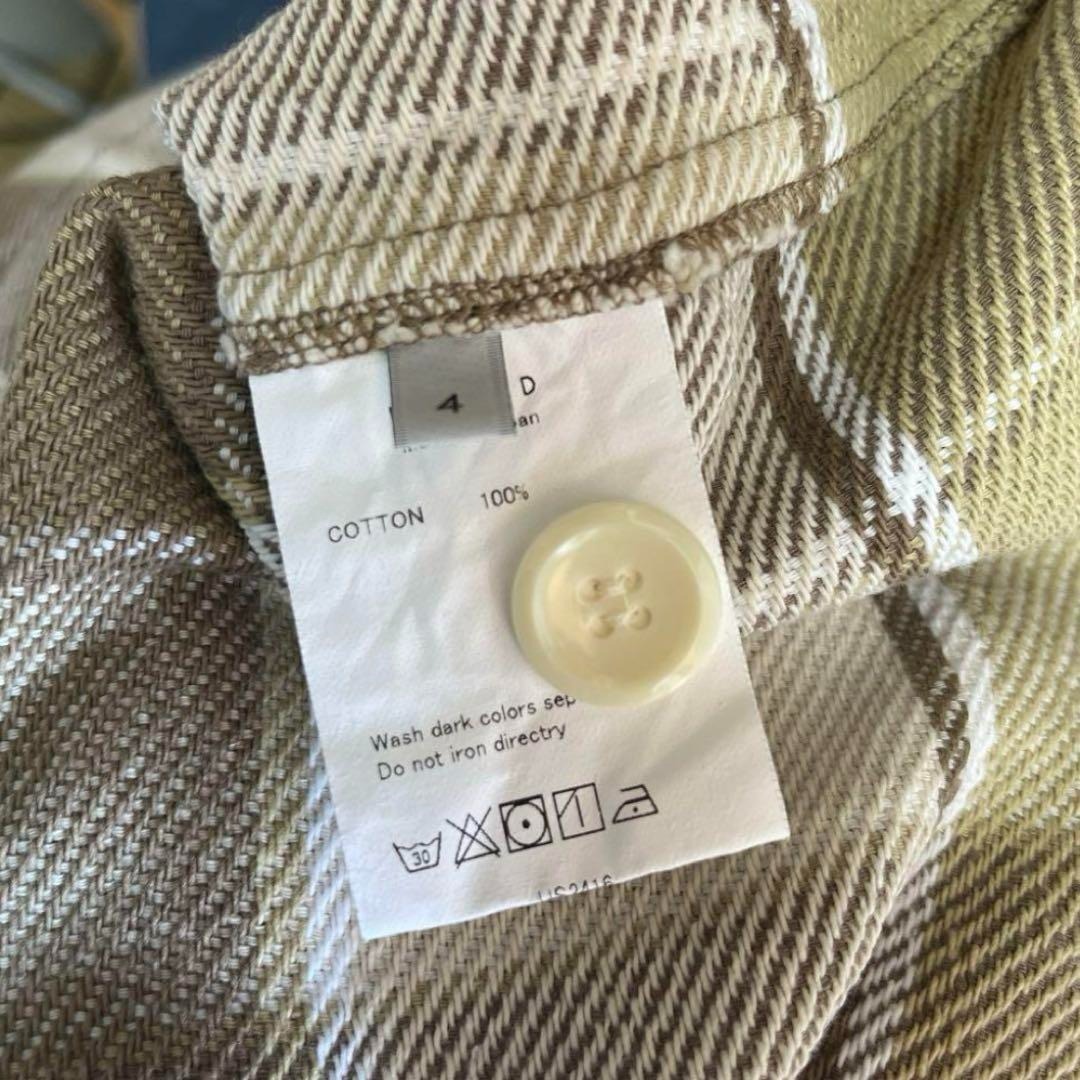 4
D
an
COTTON 100%
Wash dark colors sep
Do not iron directry
30